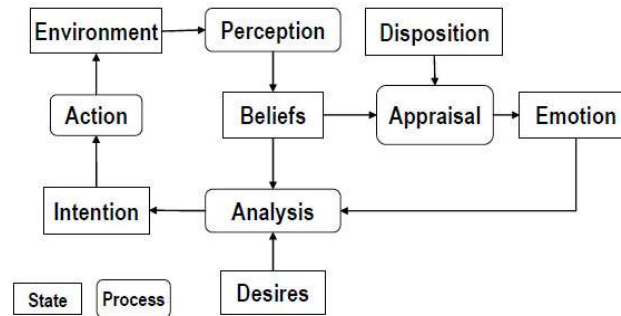 Environment
Perception
Disposition
Action
Beliefs
Appraisal
Emotion
Intention
Analysis
State
Process
Desires